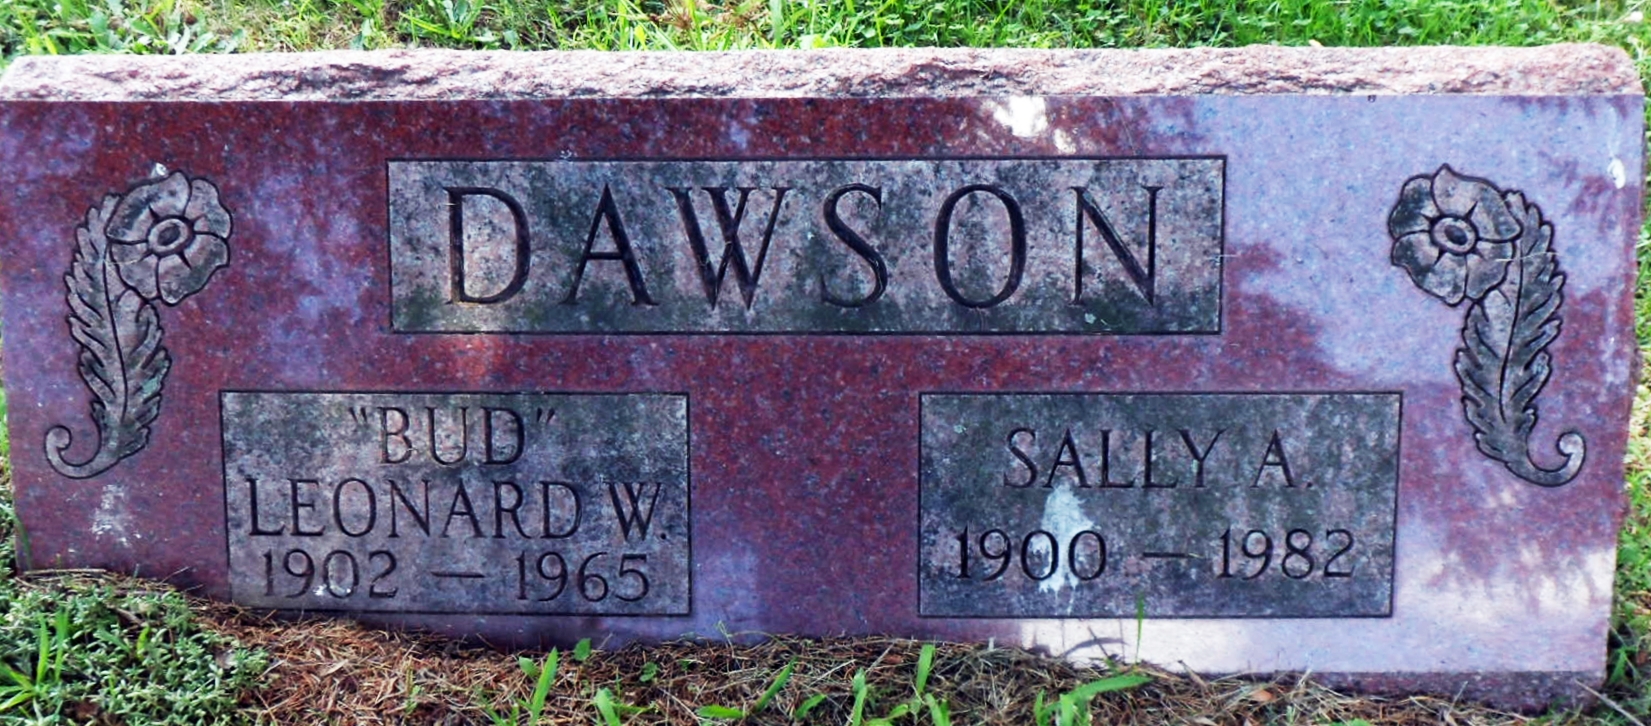 DAWSON
"BUD"
LEONARD W.
1902 — 1965
SALLY A.
1900 — 1982